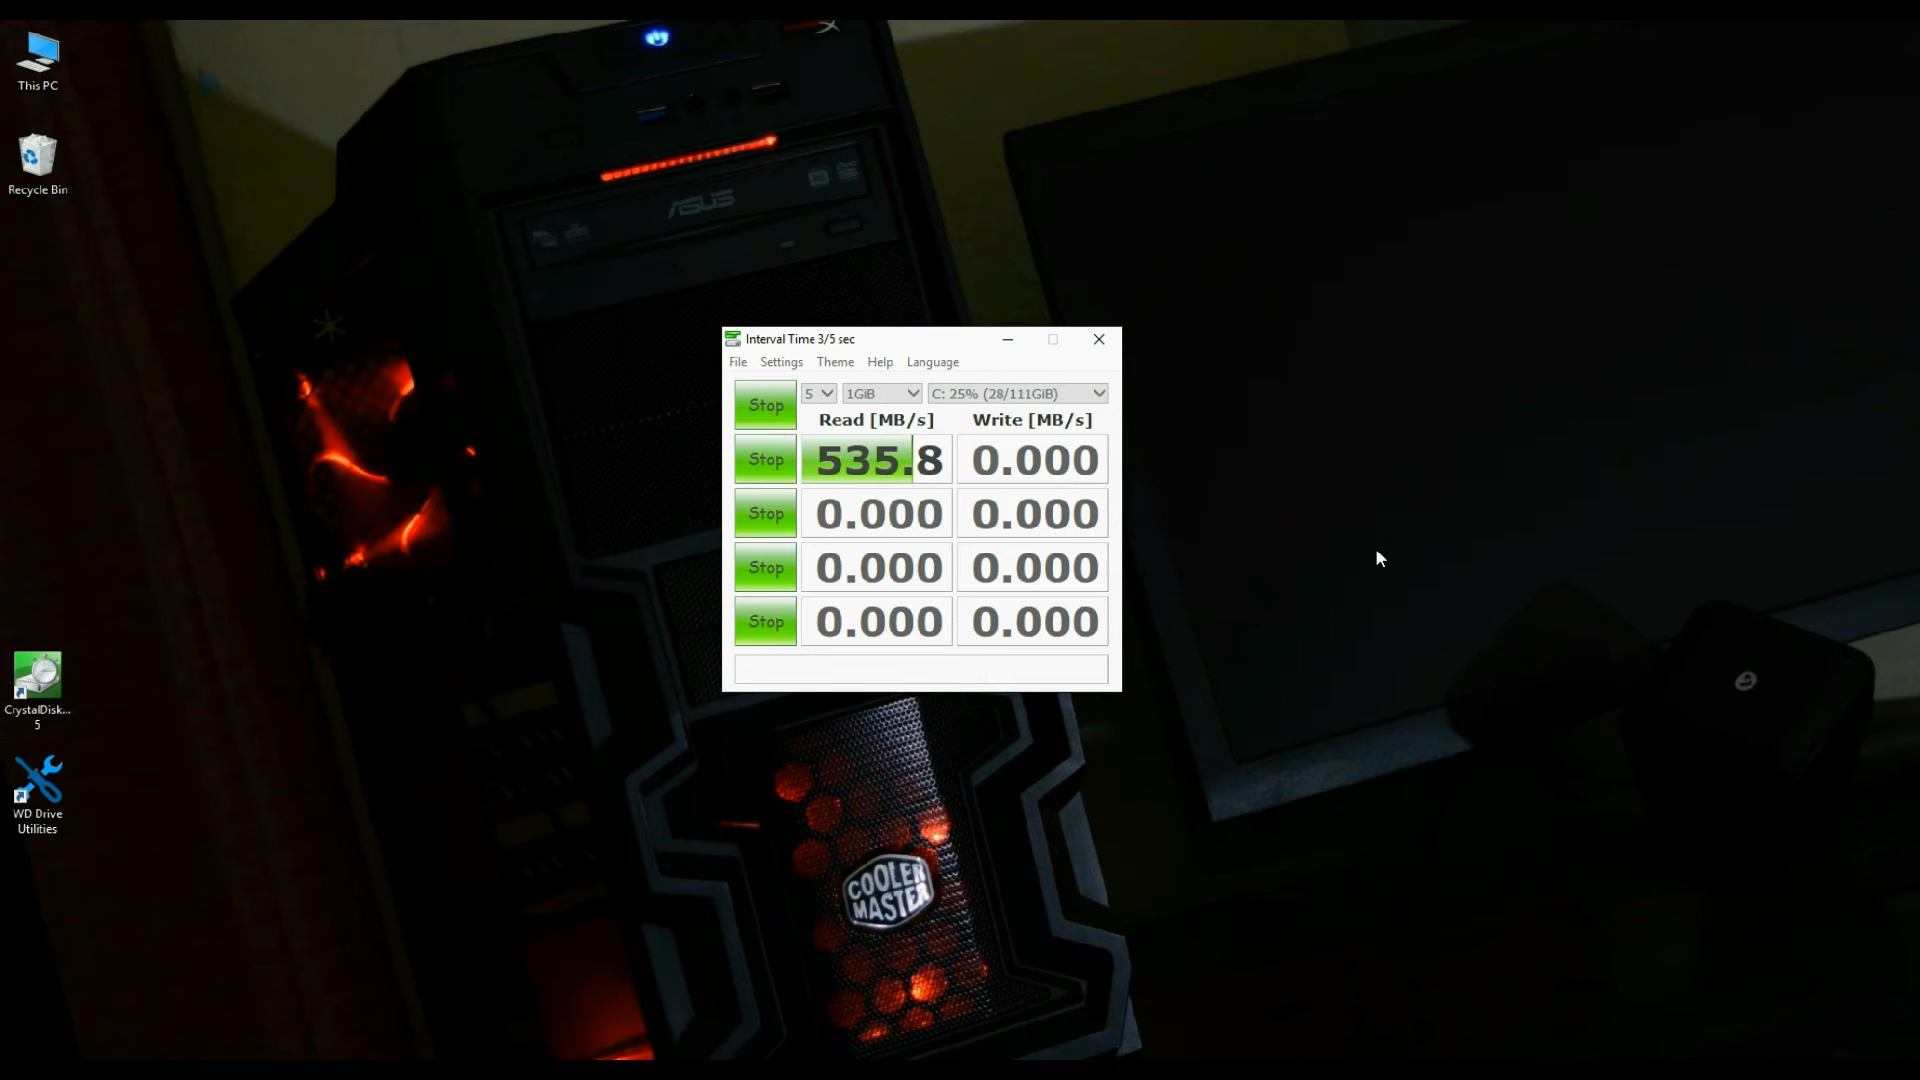 This PC
Recycle Bin
ASUS
Interval Time 3/5 sec
File Settings Theme Help Language
Stop 5 1GiB C: 25% (28/111GiB)
Read [MB/s] Write [MB/s]
Stop 535.8 0.000
Stop 0.000 0.000
Stop 0.000 0.000
Stop 0.000 0.000
CrystalDisk...
5
WD Drive
Utilities
COOLER
MASTER